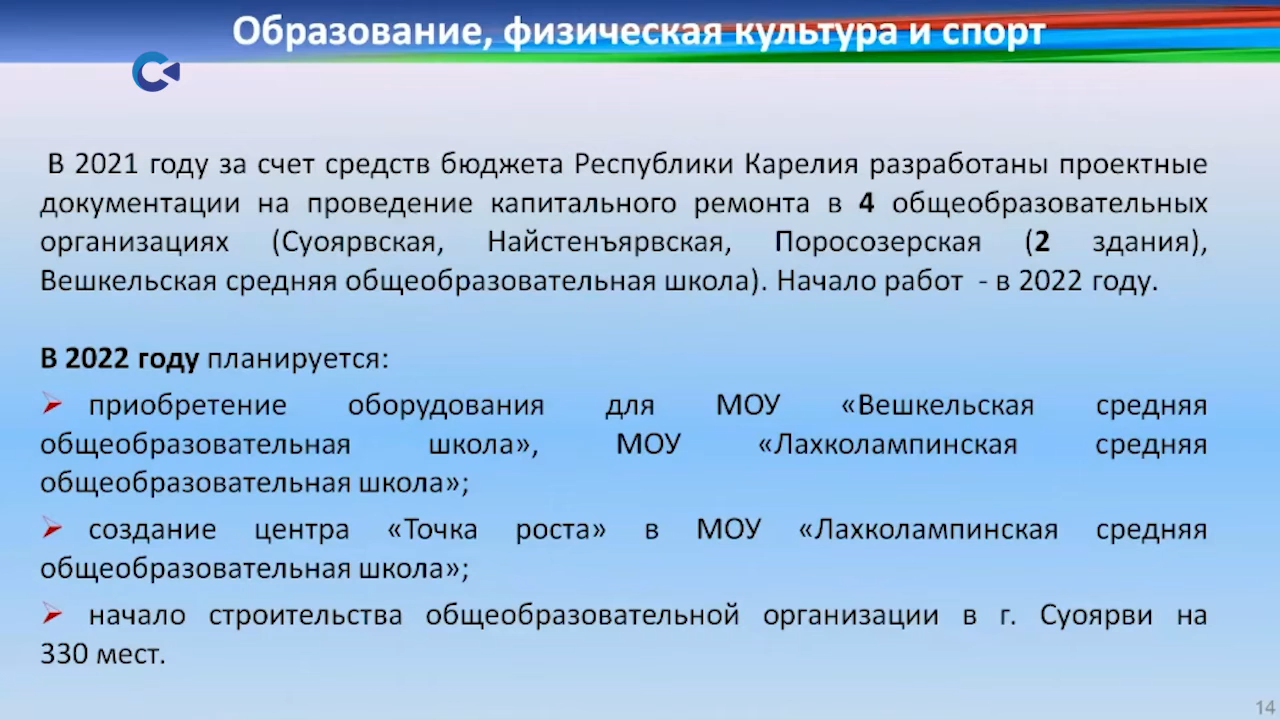 Образование, физическая культура и спорт
В 2021 году за счет средств бюджета Республики Карелия разработаны проектные
документации на проведение капитального ремонта в 4 общеобразовательных
организациях (Суоярвская, Найстенъярвская, Поросозерская (2 здания),
Вешкельская средняя общеобразовательная школа). Начало работ - в 2022 году.
В 2022 году планируется:
приобретение оборудования для МОУ «Вешкельская средняя
общеобразовательная школа», МОУ «Лахколампинская средняя
общеобразовательная школа»;
создание центра «Точка роста» в МОУ «Лахколампинская средняя
общеобразовательная школа»;
начало строительства общеобразовательной организации в г. Суоярви на
330 мест.
14